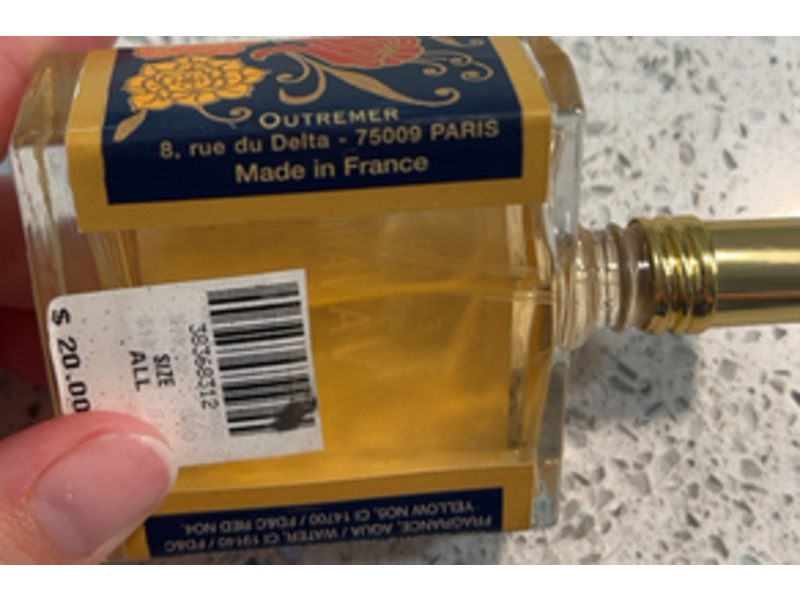 OUTREMER
8, rue du Delta - 75009 PARIS
Made in France
38368312
SIZE
ALL
$ 20.00
FRAGRANCE, AQUA / WATER, CI 19140 / FD&C
YELLOW NO5, CI 14700 / FD&C RED NO4,